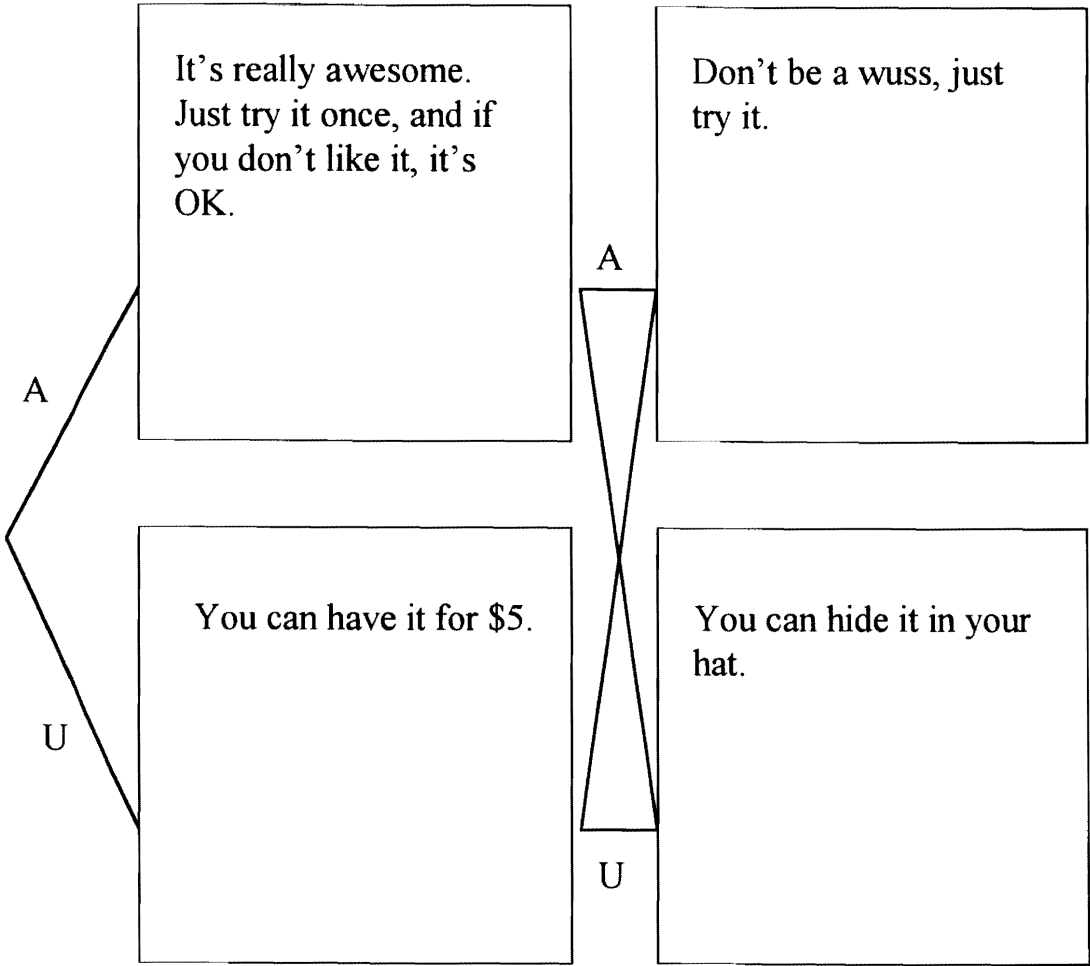 It's really awesome.
Just try it once, and if
you don't like it, it's
OK.
Don't be a wuss, just
try it.
A
A
You can have it for $5.
You can hide it in your
hat.
U
U